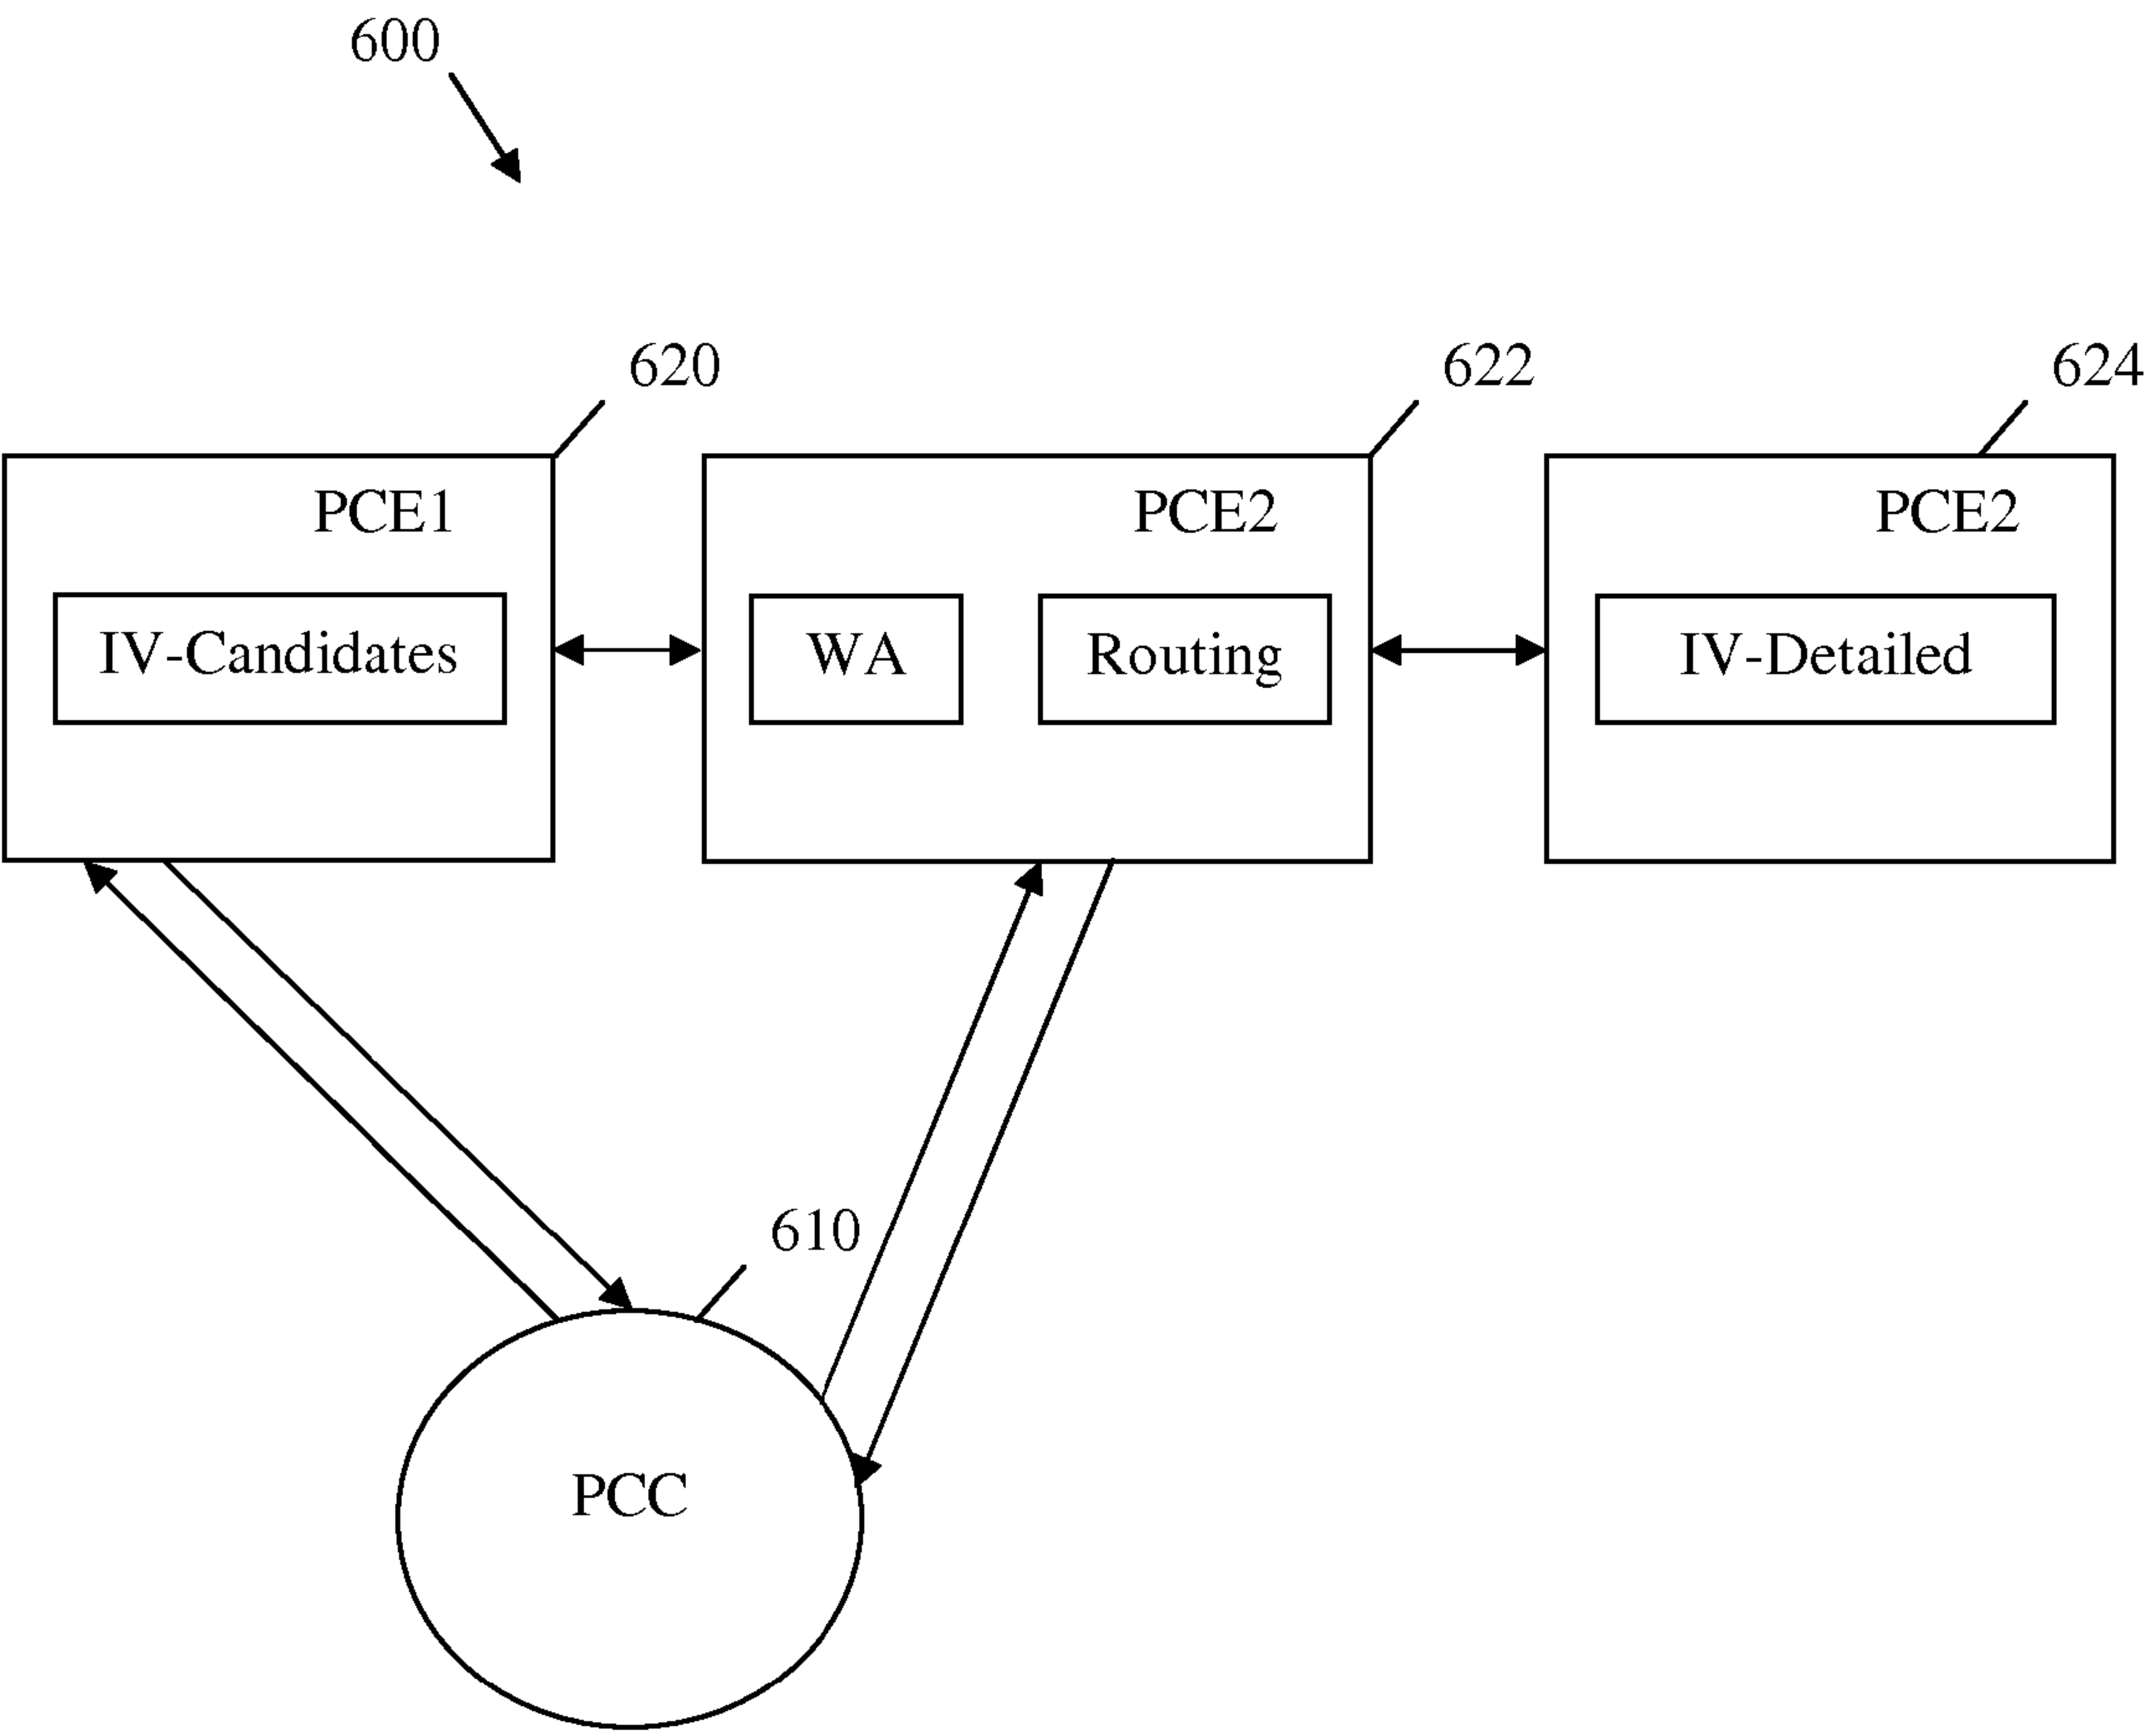 600
620
622
624
PCE1
PCE2
PCE2
IV-Candidates
WA
Routing
IV-Detailed
610
PCC